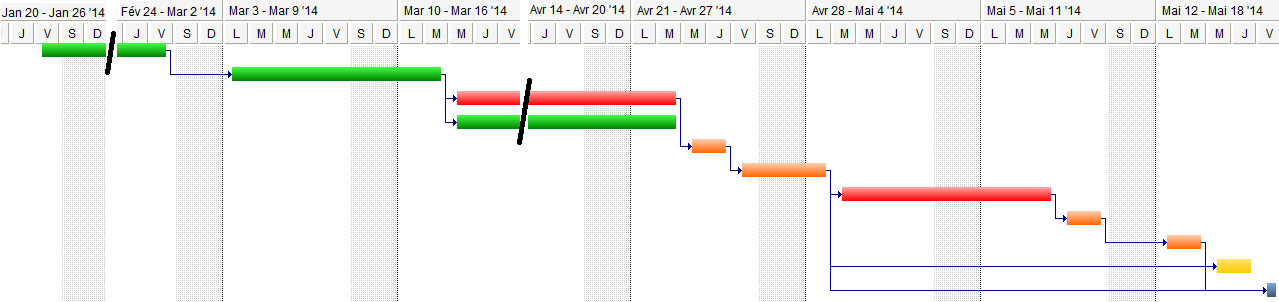 Jan 20 - Jan 26 '14 Fév 24 - Mar 2 '14 Mar 3 - Mar 9 '14 Mar 10 - Mar 16 '14 Avr 14 - Avr 20 '14 Avr 21 - Avr 27 '14 Avr 28 - Mai 4 '14 Mai 5 - Mai 11 '14 Mai 12 - Mai 18 '14
J V S D J V S D L M M J V S D L M M J V J V S D L M M J V S D L M M J V S D L M M J V S D L M M J V